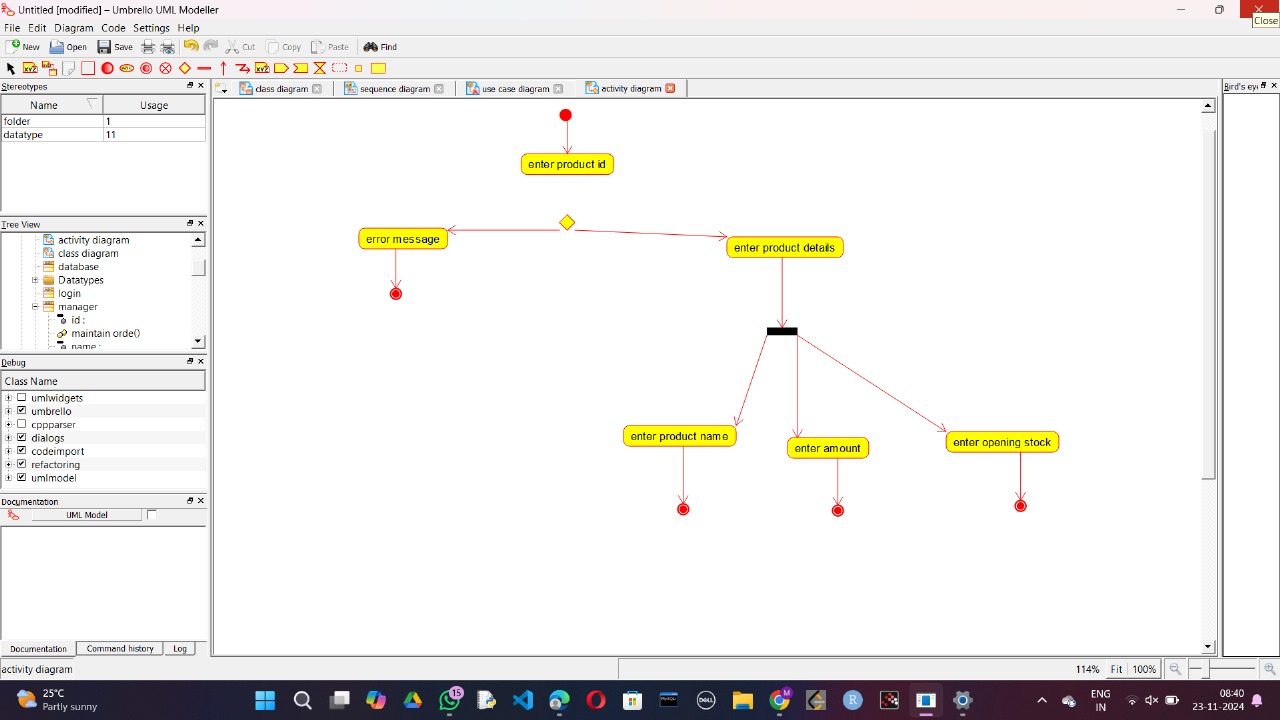 Untitled [modified] – Umbrello UML Modeller
Close
File Edit Diagram Code Settings Help
New Open Save Cut Copy Paste Find
Stereotypes
Name Usage
folder 1
datatype 11
class diagram sequence diagram use case diagram activity diagram
Bird's eye
enter product id
error message
enter product details
enter product name
enter amount
enter opening stock
Tree View
activity diagram
class diagram
database
Datatypes
login
manager
id :
maintain orde()
name :
Debug
Class Name
umlwidgets
umbrello
cppparser
dialogs
codeimport
refactoring
umlmodel
Documentation
UML Model
Documentation Command history Log
activity diagram
114% Fit 100%
25°C
Partly sunny
15
ENG
IN
08:40
23-11-2024